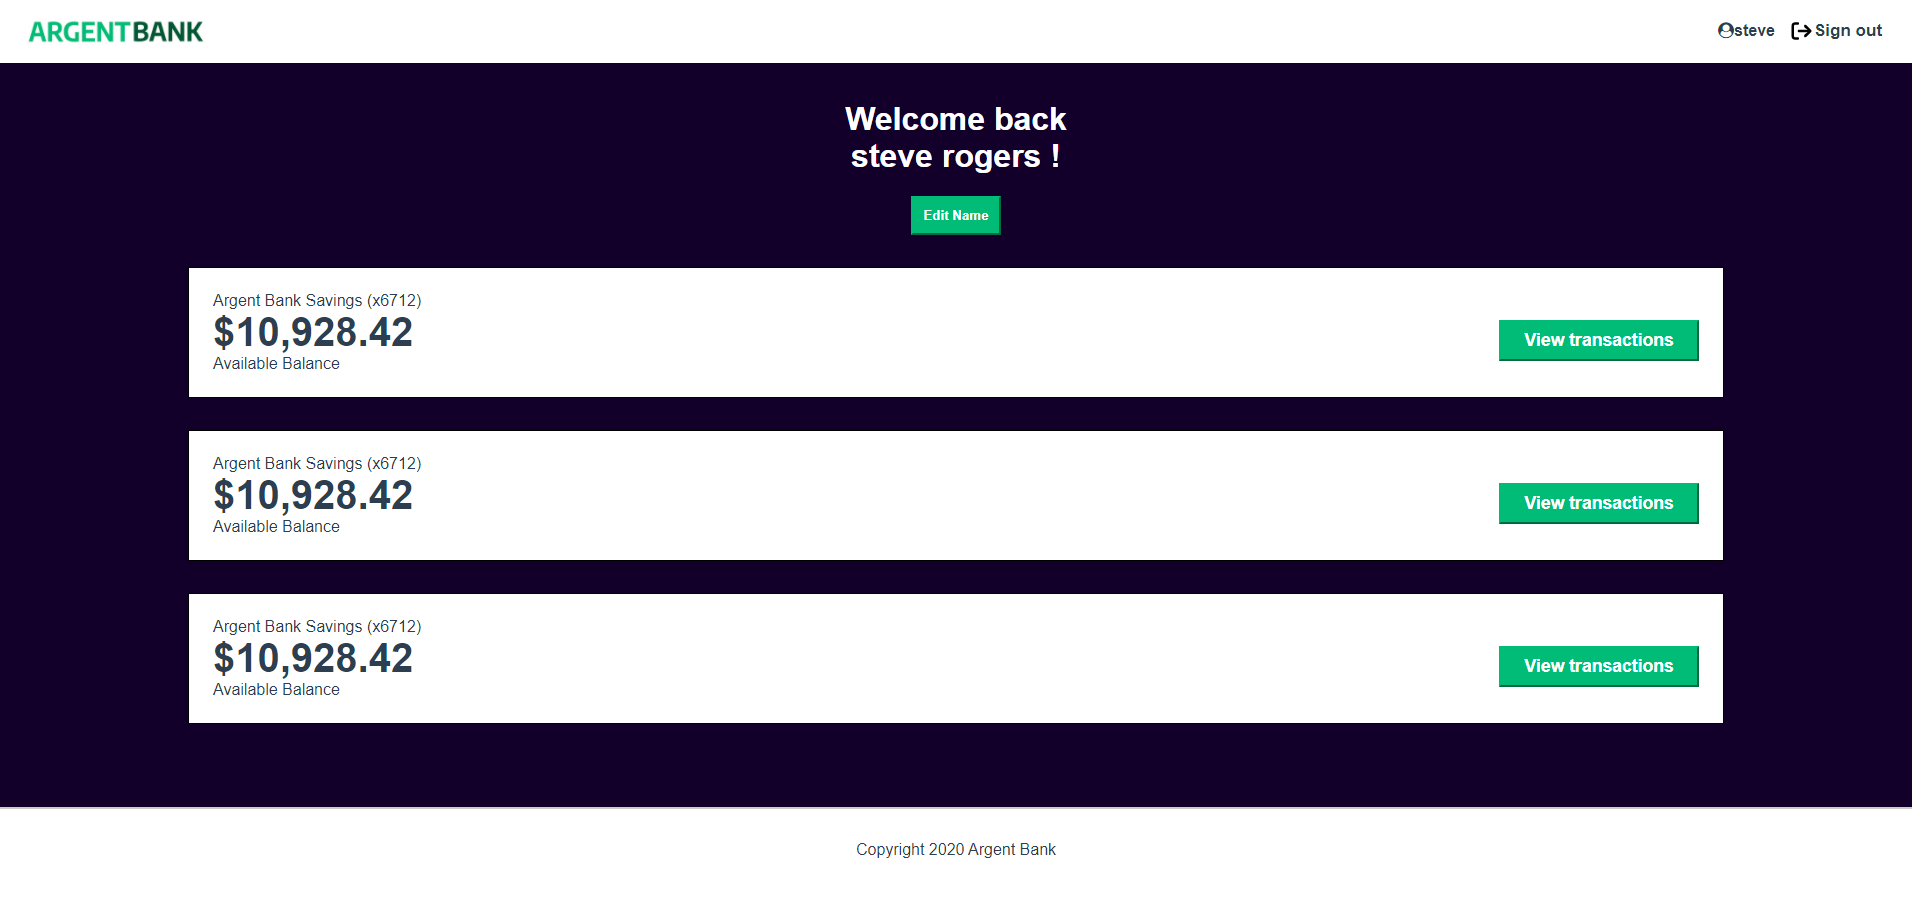 ARGENTBANK
steve Sign out
Welcome back
steve rogers !
Edit Name
Argent Bank Savings (x6712)
$10,928.42
Available Balance
View transactions
Argent Bank Savings (x6712)
$10,928.42
Available Balance
View transactions
Argent Bank Savings (x6712)
$10,928.42
Available Balance
View transactions
Copyright 2020 Argent Bank